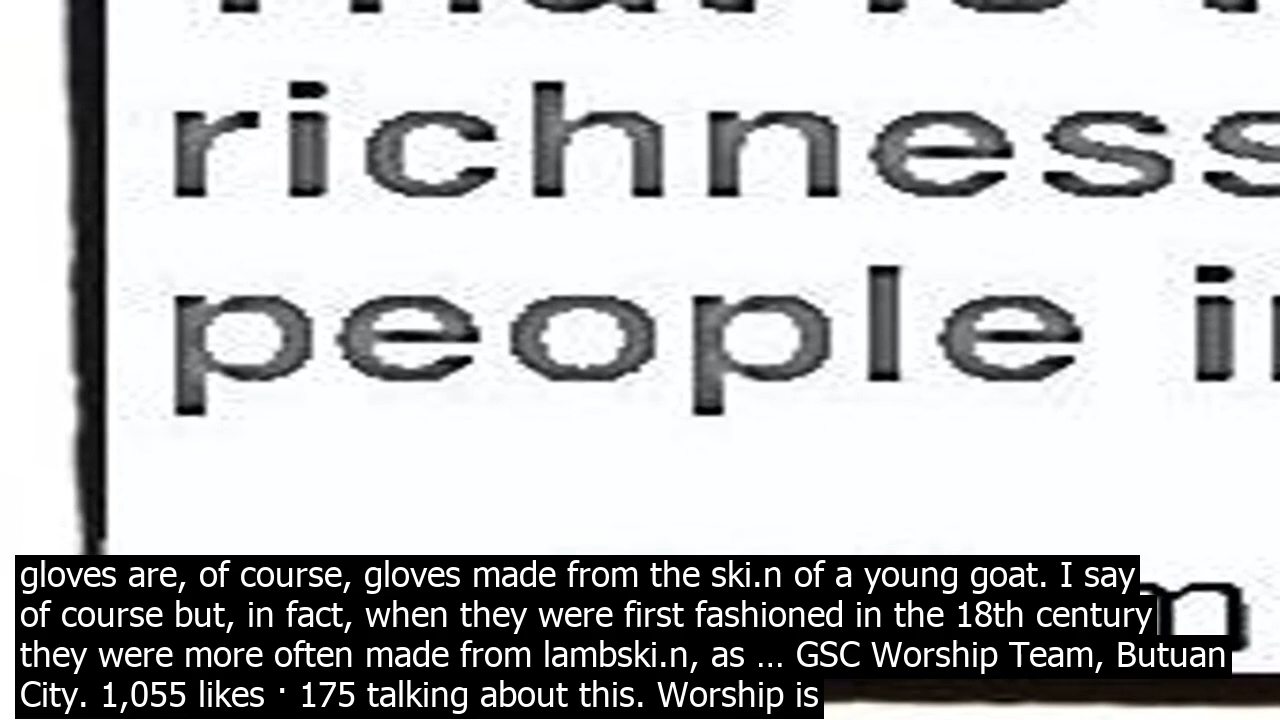 richness
people
gloves are, of course, gloves made from the ski.n of a young goat. I say
of course but, in fact, when they were first fashioned in the 18th century
they were more often made from lambski.n, as ... GSC Worship Team, Butuan
City. 1,055 likes · 175 talking about this. Worship is